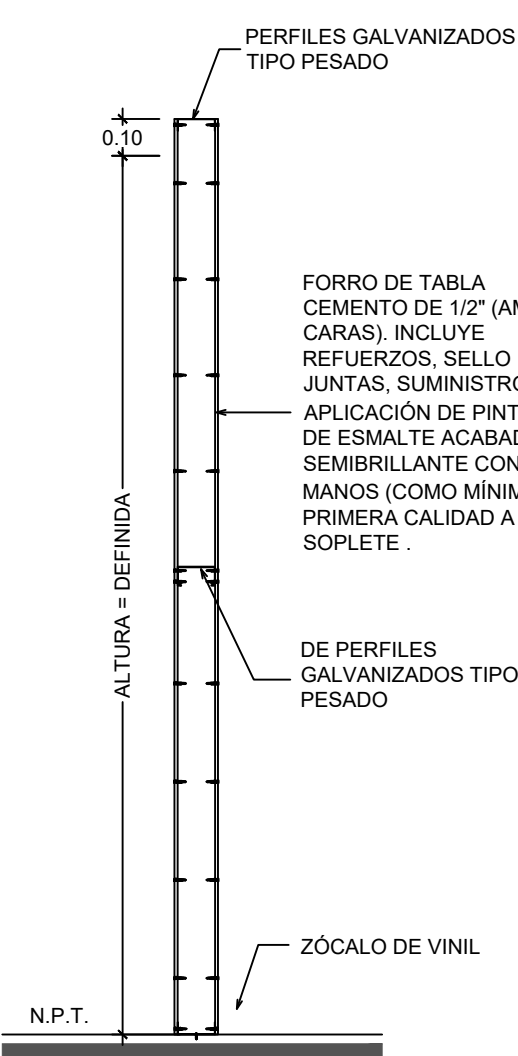 PERFILES GALVANIZADOS
TIPO PESADO
0.10
FORRO DE TABLA
CEMENTO DE 1/2"
CARAS). INCLUYE
REFUERZOS, SELLO
JUNTAS,
APLICACIÓN DE
DE ESMALTE
SEMIBRILLANTE CON
MANOS (COMO
PRIMERA CALIDAD A
SOPLETE .
ALTURA = DEFINIDA
DE PERFILES
GALVANIZADOS TIPO
PESADO
ZÓCALO DE VINIL
N.P.T.